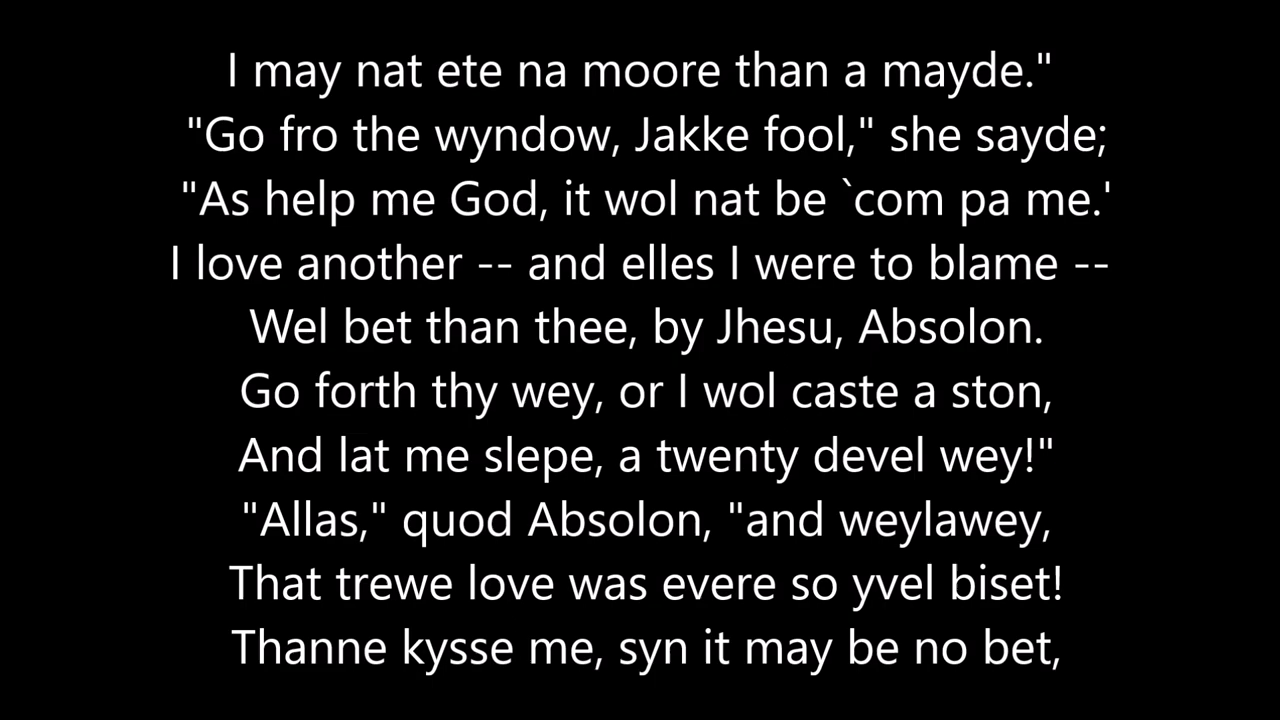 I may nat ete na moore than a mayde."
"Go fro the wyndow, Jakke fool," she sayde;
"As help me God, it wol nat be `com pa me.'
I love another -- and elles I were to blame --
Wel bet than thee, by Jhesu, Absolon.
Go forth thy wey, or I wol caste a ston,
And lat me slepe, a twenty devel wey!"
"Allas," quod Absolon, "and weylawey,
That trewe love was evere so yvel biset!
Thanne kysse me, syn it may be no bet,